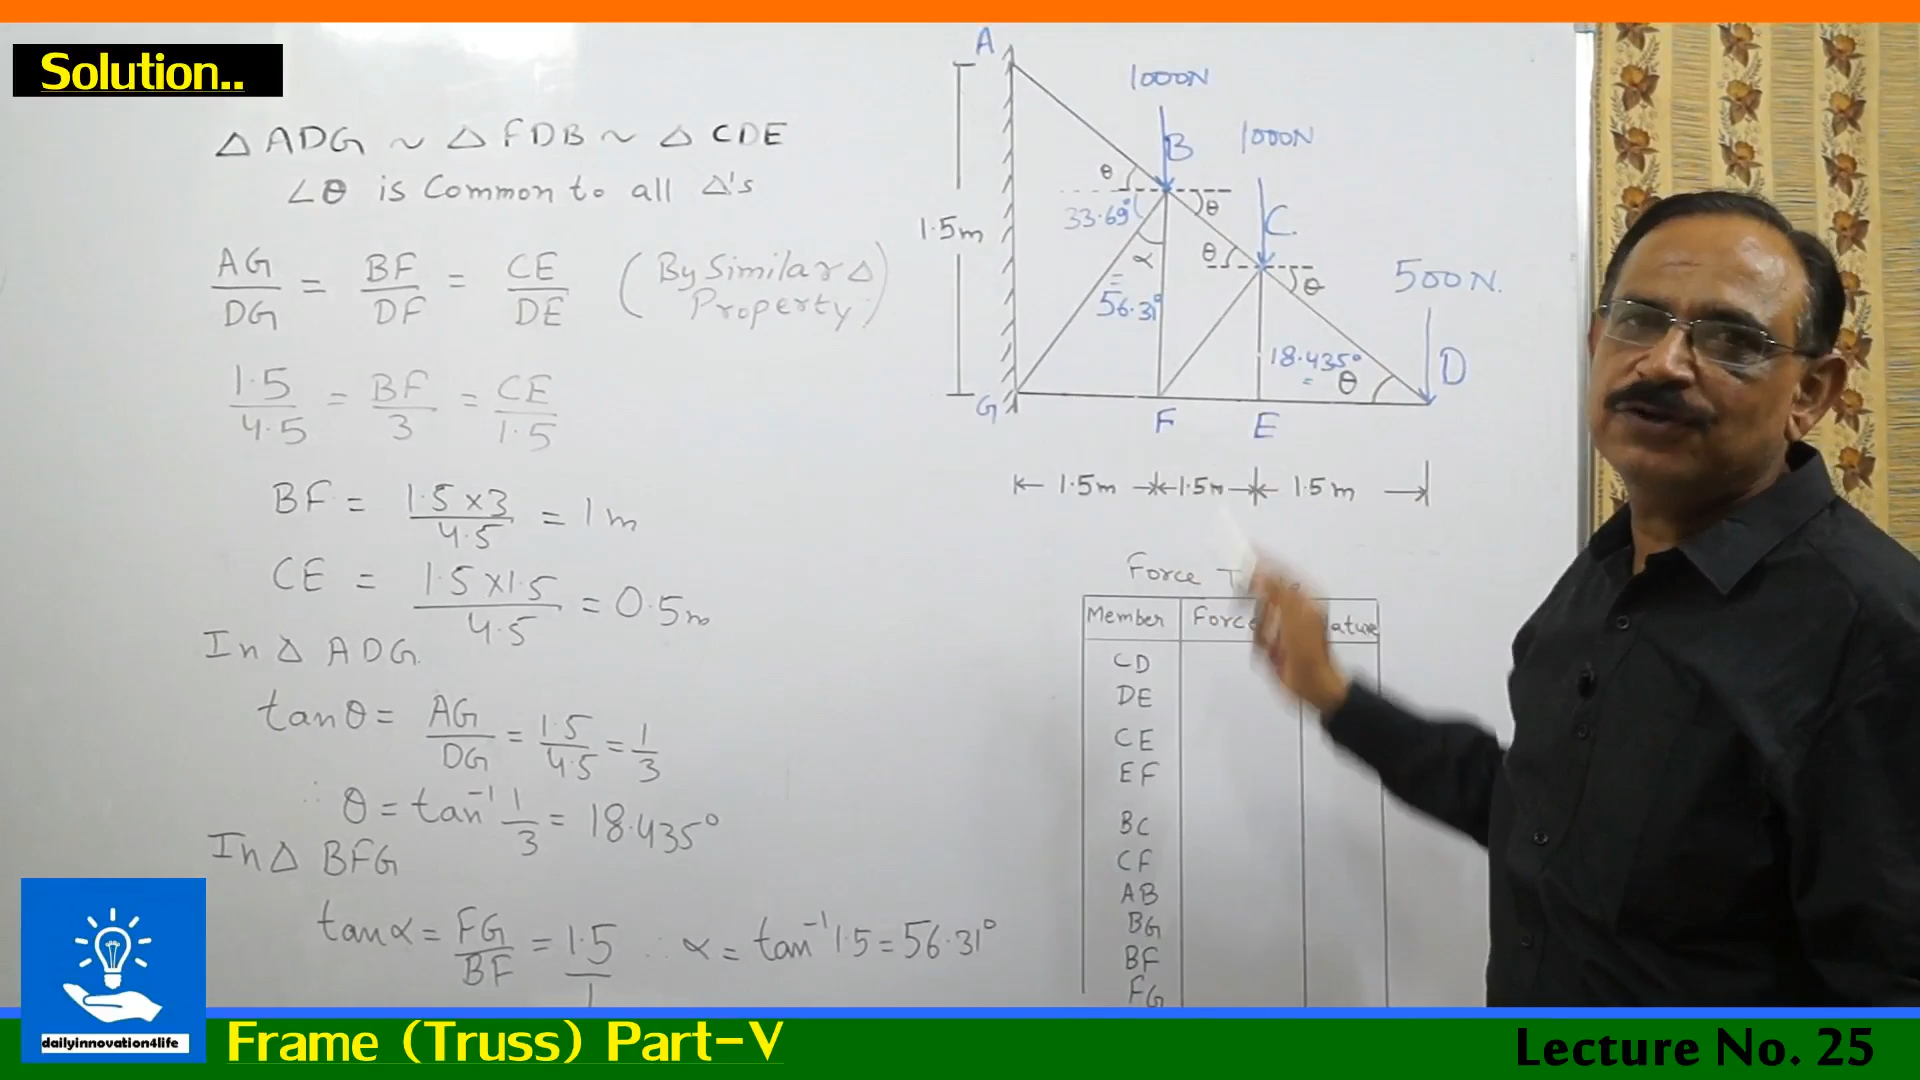 Solution..
△ ADG ~ △ FDB ~ △ CDE
∠θ is Common to all △'s
AG/DG = BF/DF = CE/DE (By Similar △ Property)
1.5/4.5 = BF/3 = CE/1.5
BF = 1.5×3/4.5 = 1m
CE = 1.5×1.5/4.5 = 0.5m
In △ ADG
tanθ = AG/DG = 1.5/4.5 = 1/3
∴ θ = tan⁻¹ 1/3 = 18.435°
In △ BFG
tanα = FG/BF = 1.5/1 ∴ α = tan⁻¹ 1.5 = 56.31°
A
1000N
B
1000N
θ
33.69°
θ
C
1.5m
α
=
56.31°
θ
θ
500N.
18.435°
= θ
D
G
F
E
1.5m
1.5m
1.5m
Force
Member
CD
DE
CE
EF
BC
CF
AB
BG
BF
FG
dailyinnovation4life
Frame (Truss) Part-V
Lecture No. 25